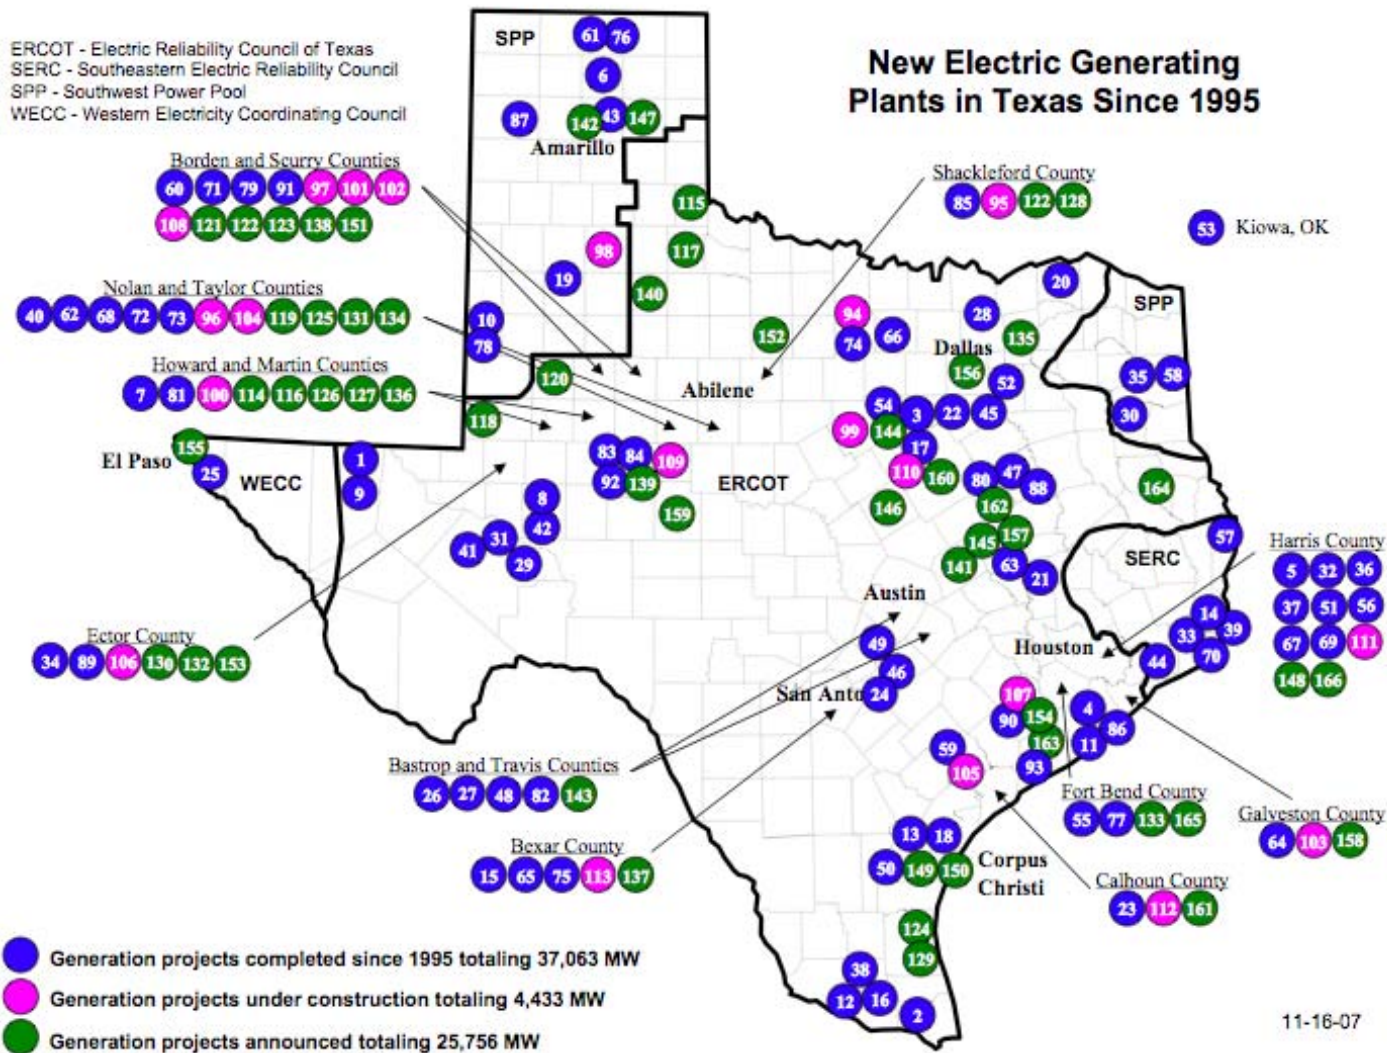 ERCOT - Electric Reliability Council of Texas
SERC - Southeastern Electric Reliability Council
SPP - Southwest Power Pool
WECC - Western Electricity Coordinating Council
New Electric Generating
Plants in Texas Since 1995
SPP
61 76
6
87 142 43 147
Amarillo
Borden and Scurry Counties
60 71 79 91 97 101 102
108 121 122 123 138 151
Shackleford County
85 95 122 128
115
53 Kiowa, OK
98 117
19 140
20
SPP
Nolan and Taylor Counties
40 62 68 72 73 96 104 119 125 131 134
10
78
94
74 66
28
152
135
Dallas
156
52
35 58
30
Howard and Martin Counties
7 81 100 114 116 126 127 136
120
118
Abilene
54 3 22 45
99 144
17
110 160
155
El Paso
25
WECC
1
9
83 84 109
92 139
159
ERCOT
80 47 88
146
162
164
8
42
41 31
29
145 157
141 63 21
57
SERC
Harris County
5 32 36
37 51 56
67 69 111
148 166
14
33 39
70
44
Austin
49
46
San Anto
24
Houston
Ector County
34 89 106 130 132 153
107
90 154
163
93
4
86
11
59
105
Bastrop and Travis Counties
26 27 48 82 143
Fort Bend County
55 77 133 165
Galveston County
64 103 158
Bexar County
15 65 75 113 137
13 18
50 149 150
Corpus
Christi
Calhoun County
23 112 161
124
129
38
12 16
2
Generation projects completed since 1995 totaling 37,063 MW
Generation projects under construction totaling 4,433 MW
Generation projects announced totaling 25,756 MW
11-16-07